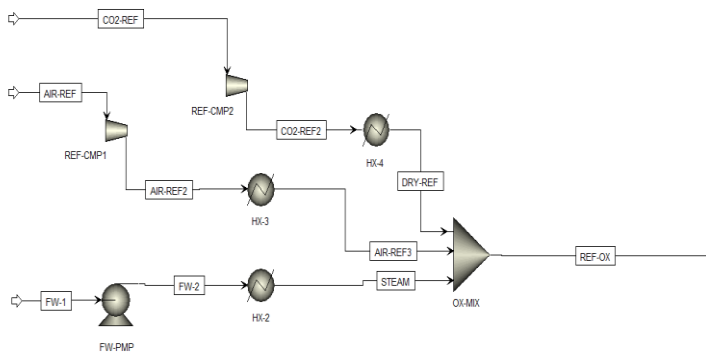 CO2-REF
AIR-REF
REF-CMP2
CO2-REF2
REF-CMP1
HX-4
DRY-REF
AIR-REF2
HX-3
AIR-REF3
REF-OX
FW-1
FW-2
HX-2
STEAM
OX-MIX
FW-PMP